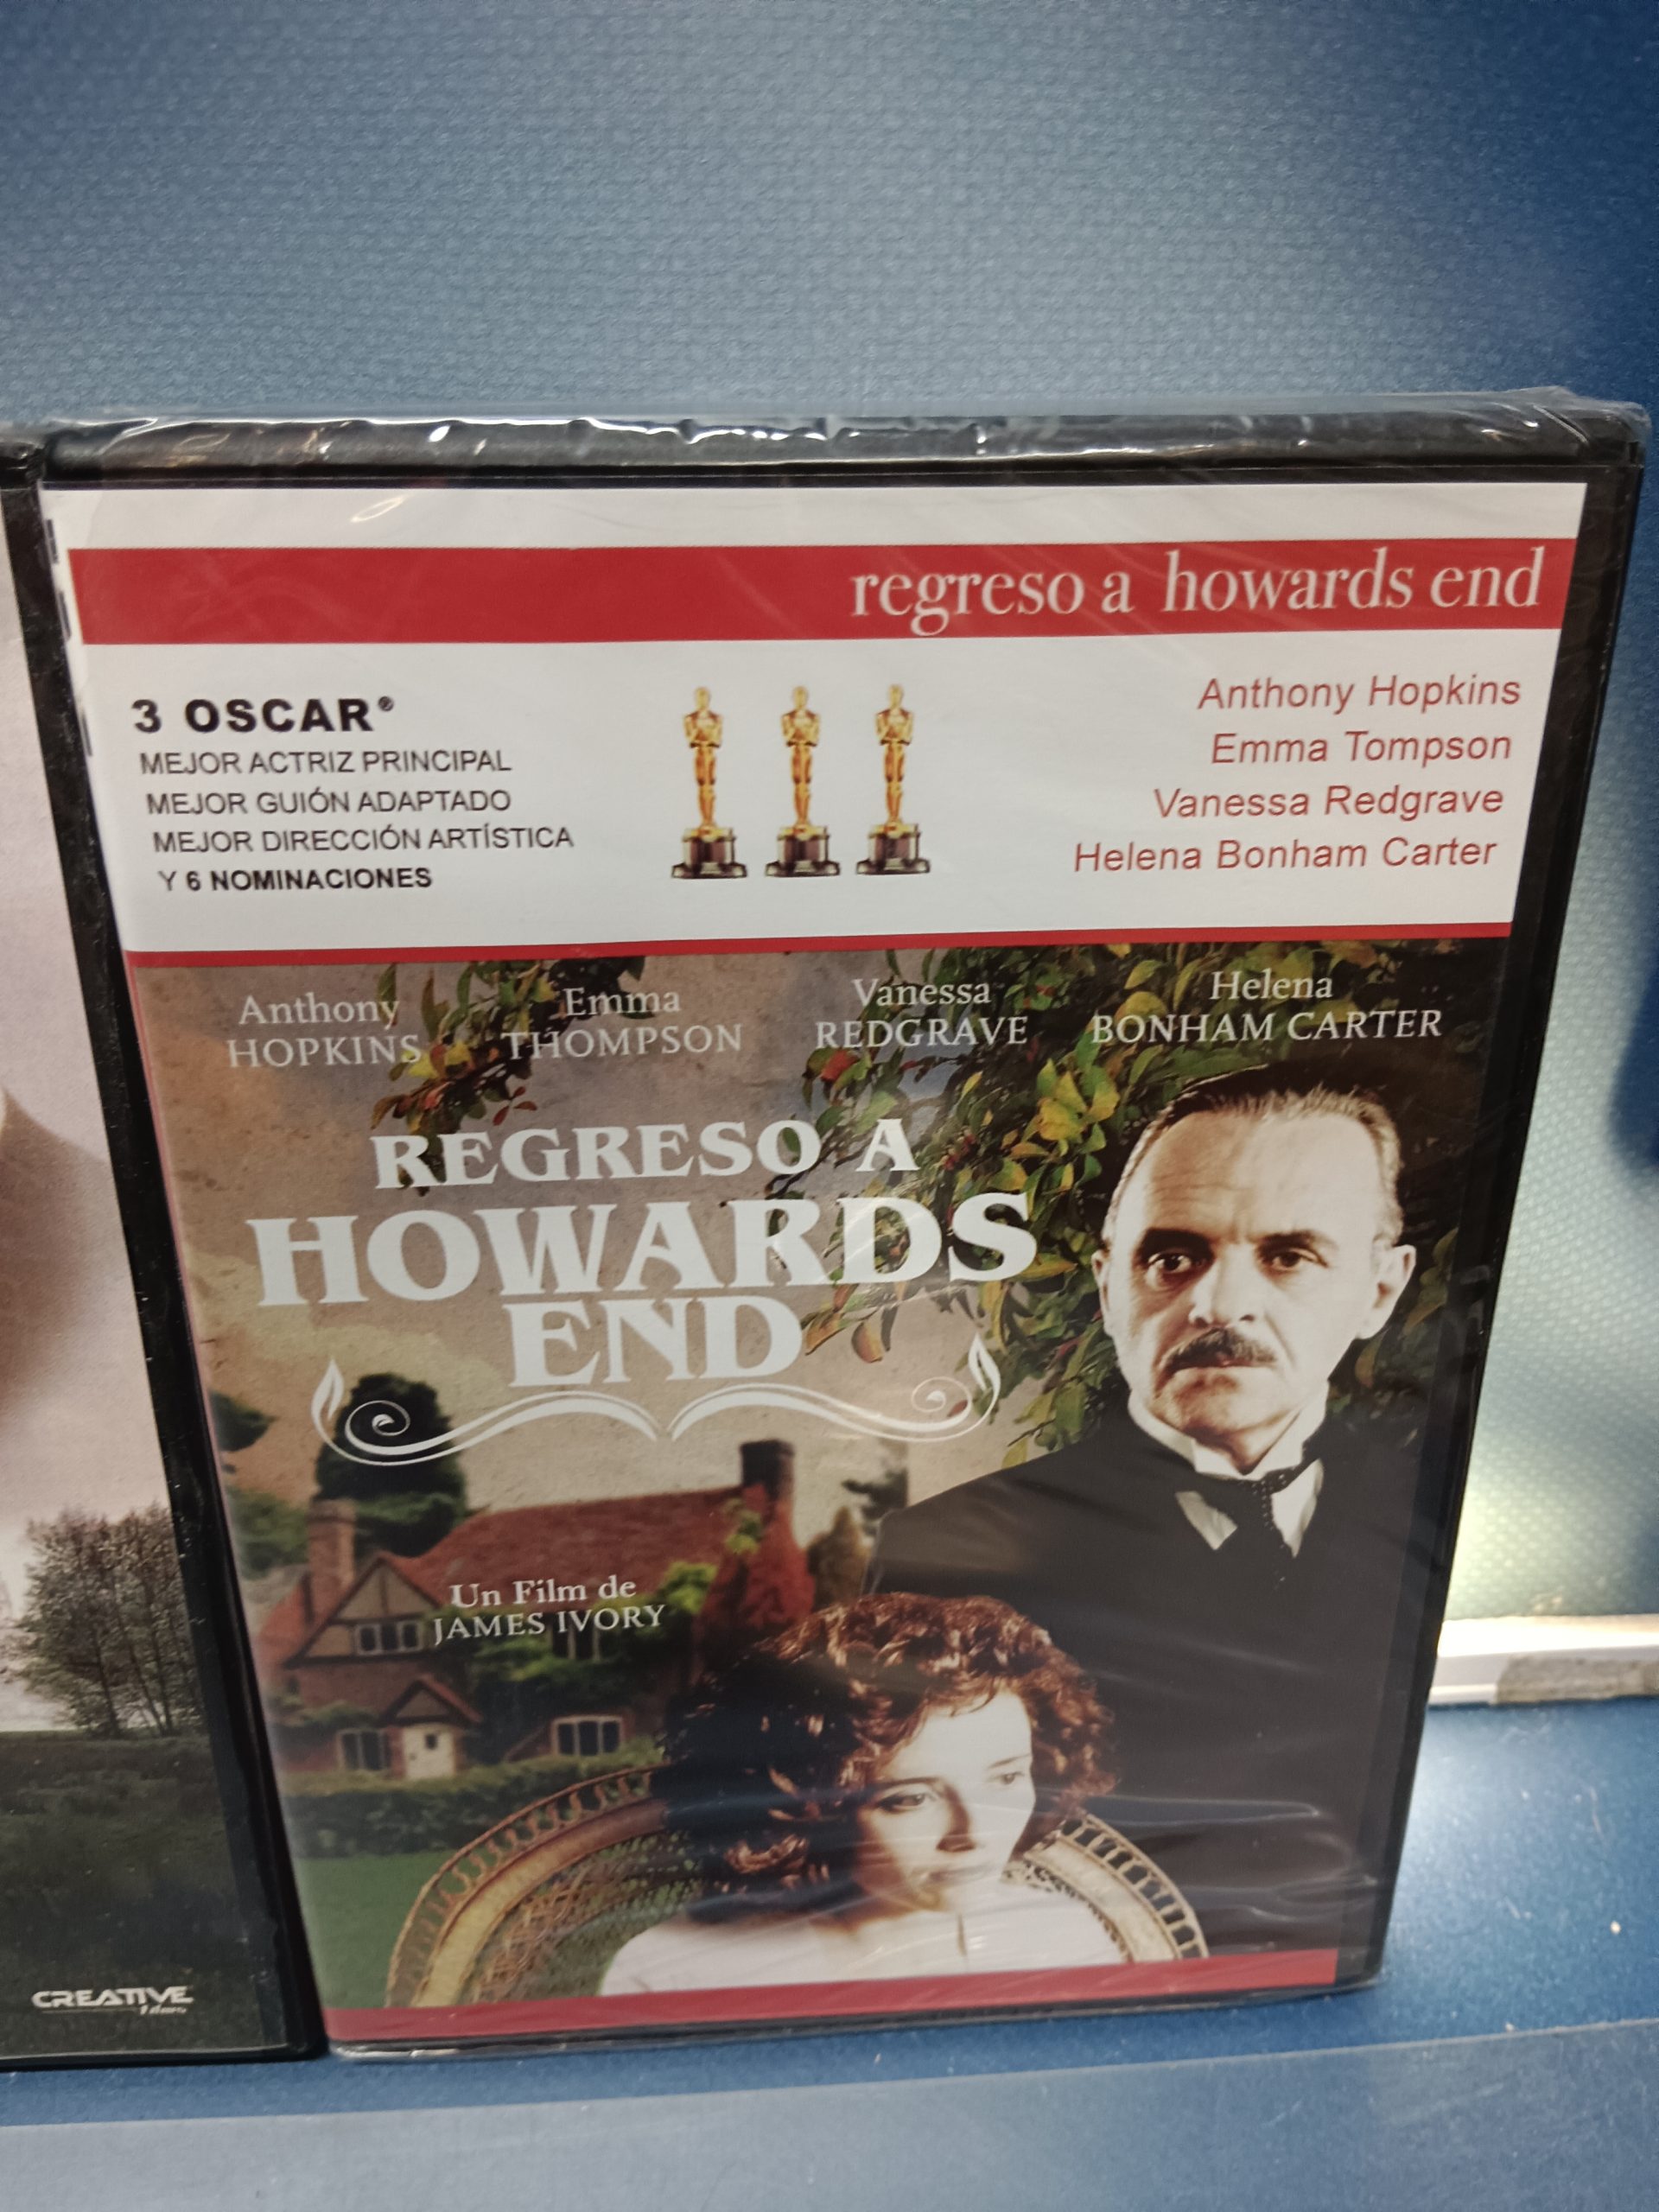 regreso a howards end
3 OSCAR®
MEJOR ACTRIZ PRINCIPAL
MEJOR GUIÓN ADAPTADO
MEJOR DIRECCIÓN ARTÍSTICA
Y 6 NOMINACIONES
Anthony Hopkins
Emma Tompson
Vanessa Redgrave
Helena Bonham Carter
Anthony HOPKINS
Emma THOMPSON
Vanessa REDGRAVE
Helena BONHAM CARTER
REGRESO A
HOWARDS
END
Un Film de
JAMES IVORY
CREATIVE
Films